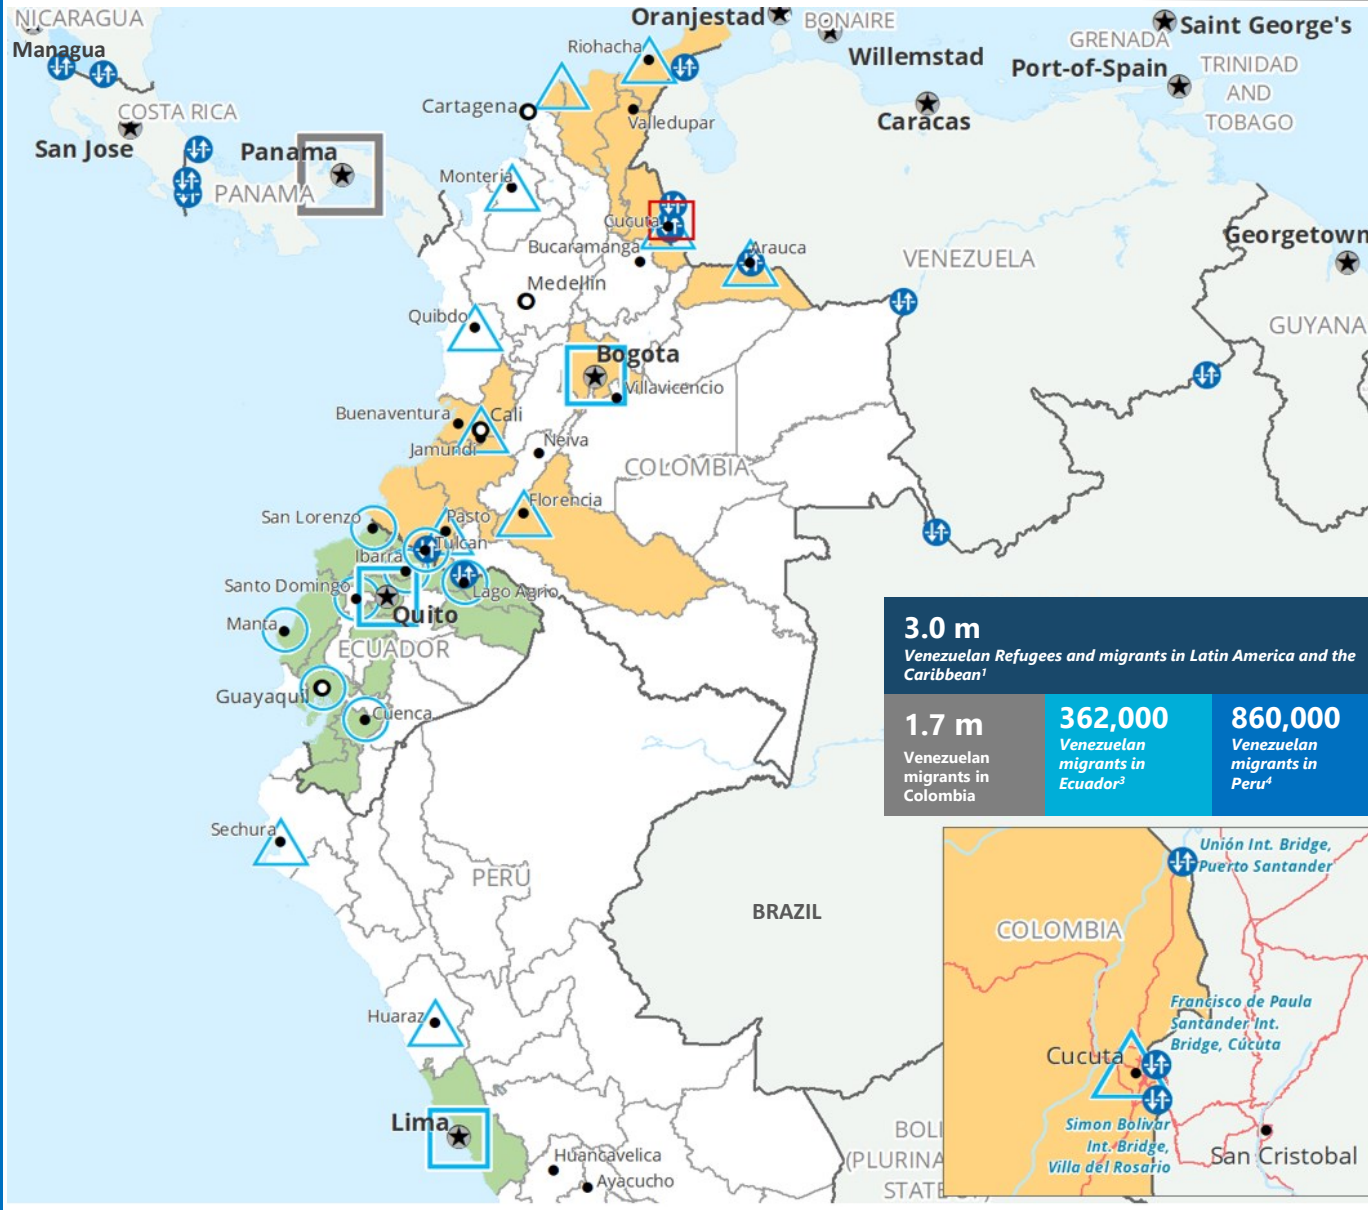 NICARAGUA
Managua
COSTA RICA
San Jose
Panama
PANAMA
Oranjestad
BONAIRE
Willemstad
GRENADA
Saint George's
Port-of-Spain
TRINIDAD
AND
TOBAGO
Caracas
Georgetown
VENEZUELA
GUYANA
Riohacha
Cartagena
Valledupar
Monteria
Cucuta
Bucaramanga
Arauca
Medellin
Quibdo
Bogota
Villavicencio
Buenaventura
Cali
Jamundi
Neiva
COLOMBIA
Florencia
San Lorenzo
Pasto
Tulcan
Ibarra
Santo Domingo
Lago Agrio
Quito
Manta
ECUADOR
Guayaquil
Cuenca
Sechura
PERU
BRAZIL
Huaraz
Lima
Huancavelica
Ayacucho
BOLI
(PLURINA
STATE OF)
3.0 m
Venezuelan Refugees and migrants in Latin America and the
Caribbean¹
1.7 m
Venezuelan
migrants in
Colombia
362,000
Venezuelan
migrants in
Ecuador³
860,000
Venezuelan
migrants in
Peru⁴
Unión Int. Bridge,
Puerto Santander
COLOMBIA
Francisco de Paula
Santander Int.
Bridge, Cúcuta
Cucuta
Simon Bolivar
Int. Bridge,
Villa del Rosario
San Cristobal